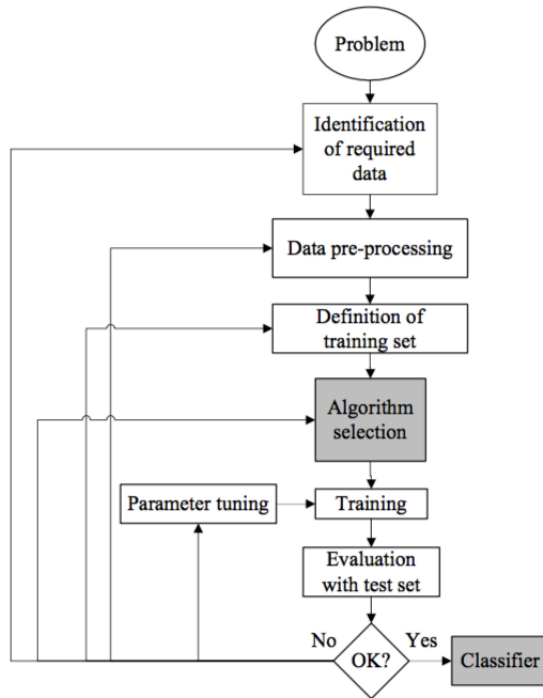 Problem
Identification
of required
data
Data pre-processing
Definition of
training set
Algorithm
selection
Parameter tuning
Training
Evaluation
with test set
No
OK?
Yes
Classifier